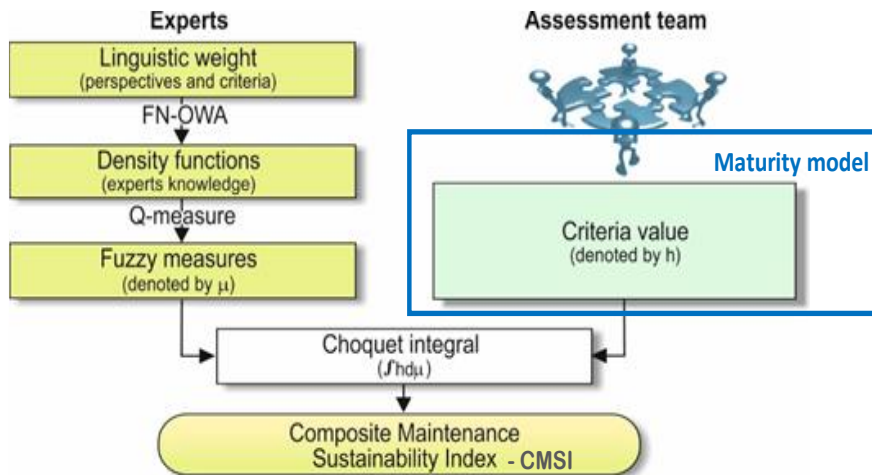 Experts
Linguistic weight
(perspectives and criteria)
FN-OWA
Density functions
(experts knowledge)
Q-measure
Fuzzy measures
(denoted by μ)
Assessment team
Maturity model
Criteria value
(denoted by h)
Choquet integral
(∫hdμ)
Composite Maintenance
Sustainability Index - CMSI